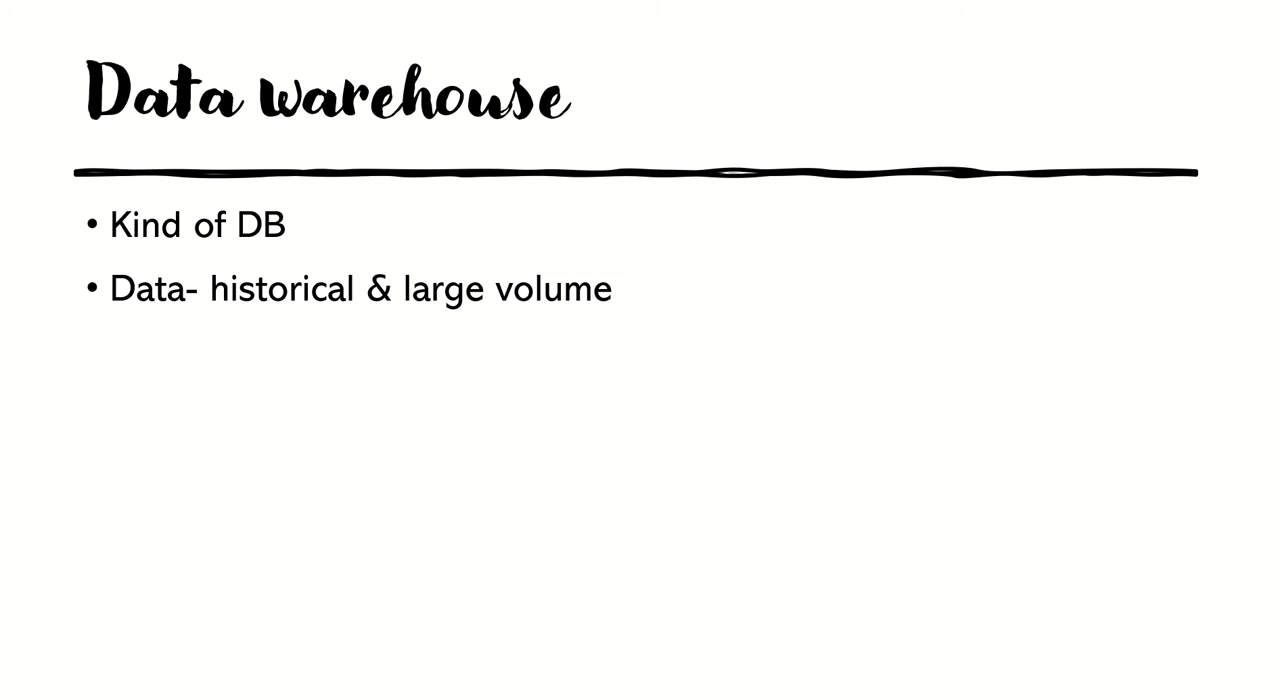 Data warehouse
• Kind of DB
• Data- historical & large volume